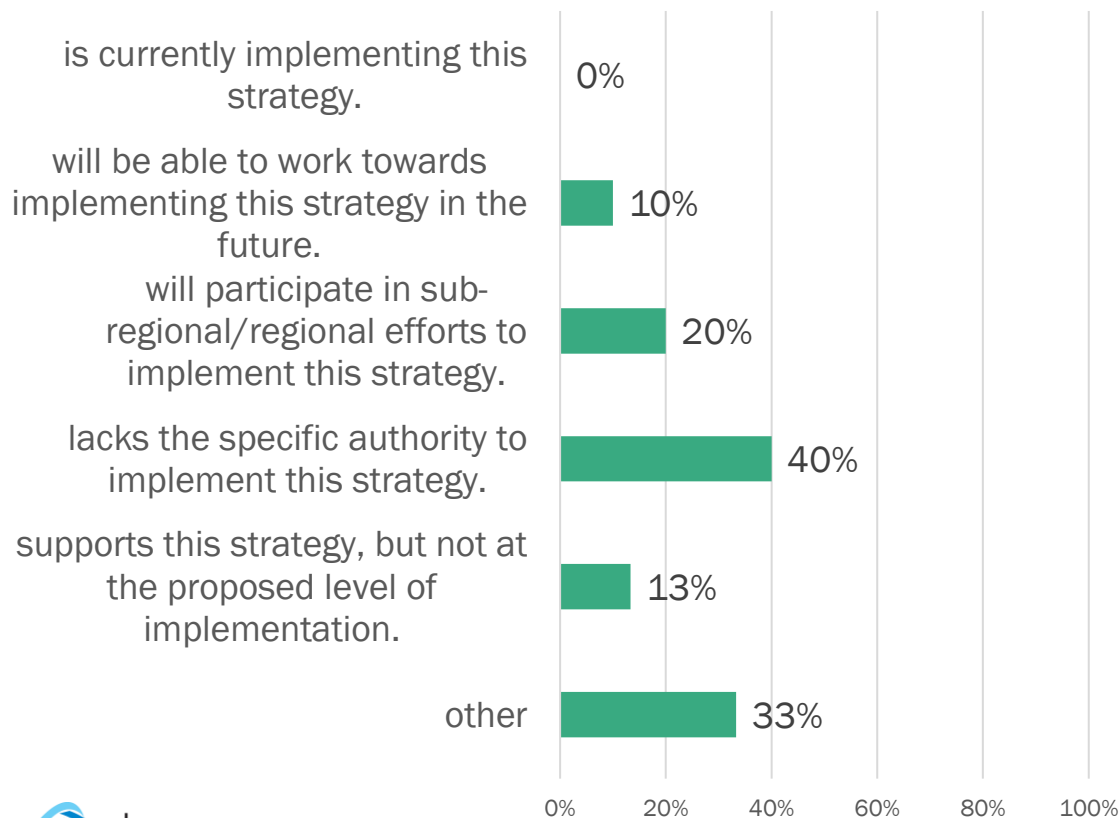 is currently implementing this
strategy.
0%
will be able to work towards
implementing this strategy in the
future.
10%
will participate in sub-
regional/regional efforts to
implement this strategy.
20%
lacks the specific authority to
implement this strategy.
40%
supports this strategy, but not at
the proposed level of
implementation.
13%
other
33%
0% 20% 40% 60% 80% 100%